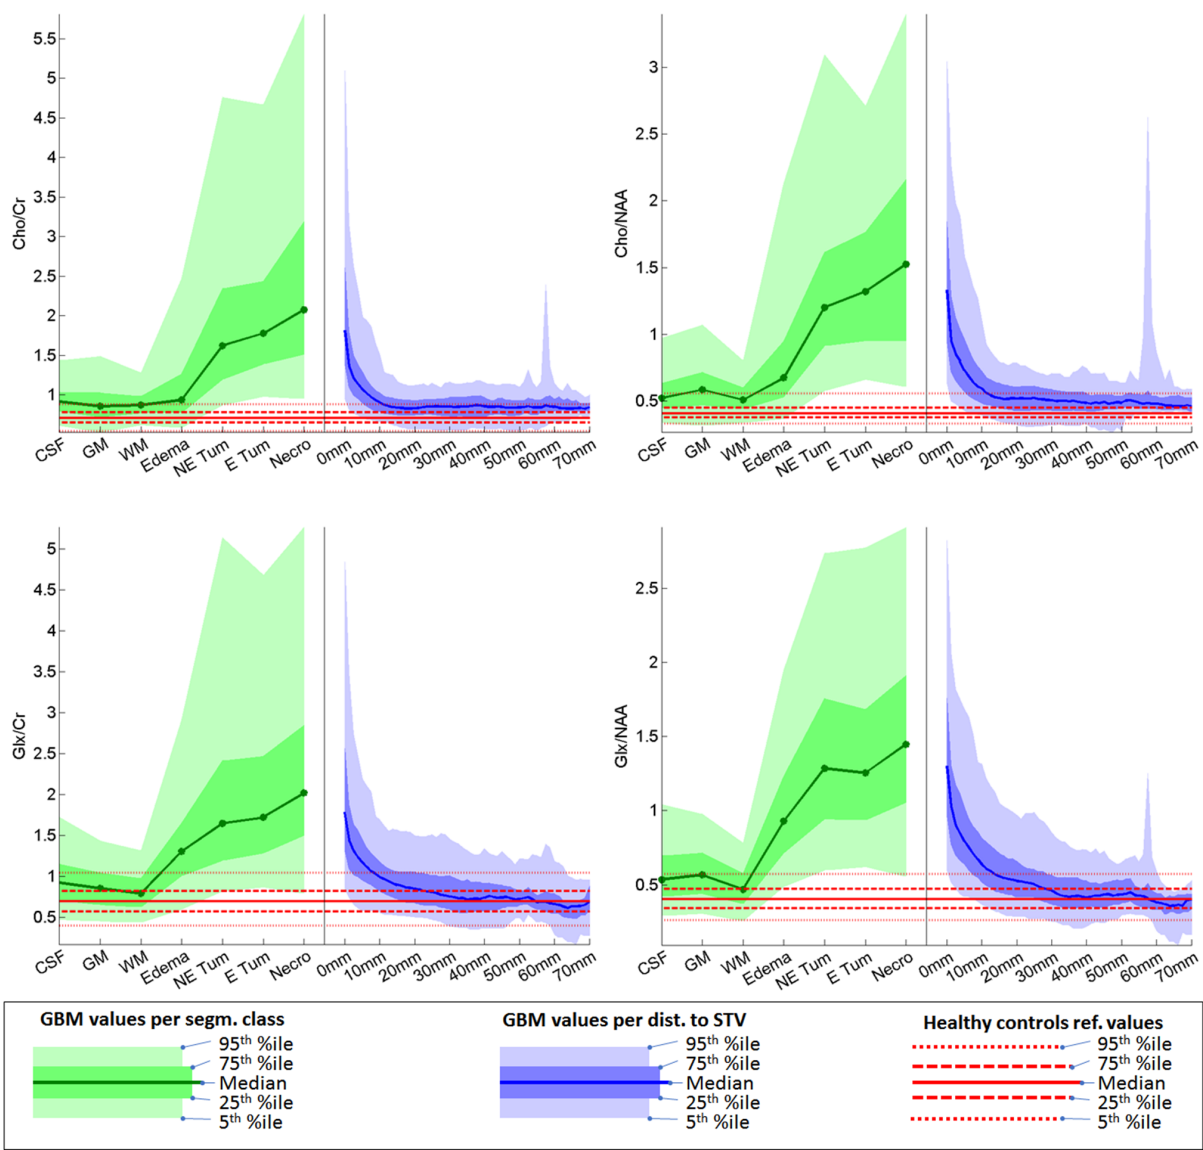 5.5
5
4.5
4
3.5
3
2.5
2
1.5
1
Cho/Cr
CSF GM WM Edema NE Tum E Tum Necro 0mm 10mm 20mm 30mm 40mm 50mm 60mm 70mm
3
2.5
2
1.5
1
0.5
Cho/NAA
CSF GM WM Edema NE Tum E Tum Necro 0mm 10mm 20mm 30mm 40mm 50mm 60mm 70mm
5
4.5
4
3.5
3
2.5
2
1.5
1
0.5
Glx/Cr
CSF GM WM Edema NE Tum E Tum Necro 0mm 10mm 20mm 30mm 40mm 50mm 60mm 70mm
2.5
2
1.5
1
0.5
Glx/NAA
CSF GM WM Edema NE Tum E Tum Necro 0mm 10mm 20mm 30mm 40mm 50mm 60mm 70mm
GBM values per segm. class
95th %ile
75th %ile
Median
25th %ile
5th %ile
GBM values per dist. to STV
95th %ile
75th %ile
Median
25th %ile
5th %ile
Healthy controls ref. values
95th %ile
75th %ile
Median
25th %ile
5th %ile